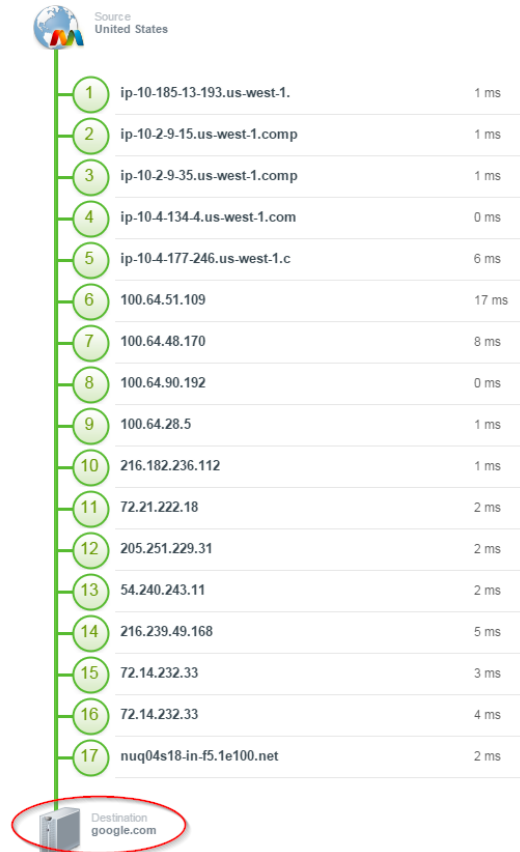 Source
United States
1 ip-10-185-13-193.us-west-1. 1 ms
2 ip-10-2-9-15.us-west-1.comp 1 ms
3 ip-10-2-9-35.us-west-1.comp 1 ms
4 ip-10-4-134-4.us-west-1.com 0 ms
5 ip-10-4-177-246.us-west-1.c 6 ms
6 100.64.51.109 17 ms
7 100.64.48.170 8 ms
8 100.64.90.192 0 ms
9 100.64.28.5 1 ms
10 216.182.236.112 1 ms
11 72.21.222.18 2 ms
12 205.251.229.31 2 ms
13 54.240.243.11 2 ms
14 216.239.49.168 5 ms
15 72.14.232.33 3 ms
16 72.14.232.33 4 ms
17 nuq04s18-in-f5.1e100.net 2 ms
Destination
google.com